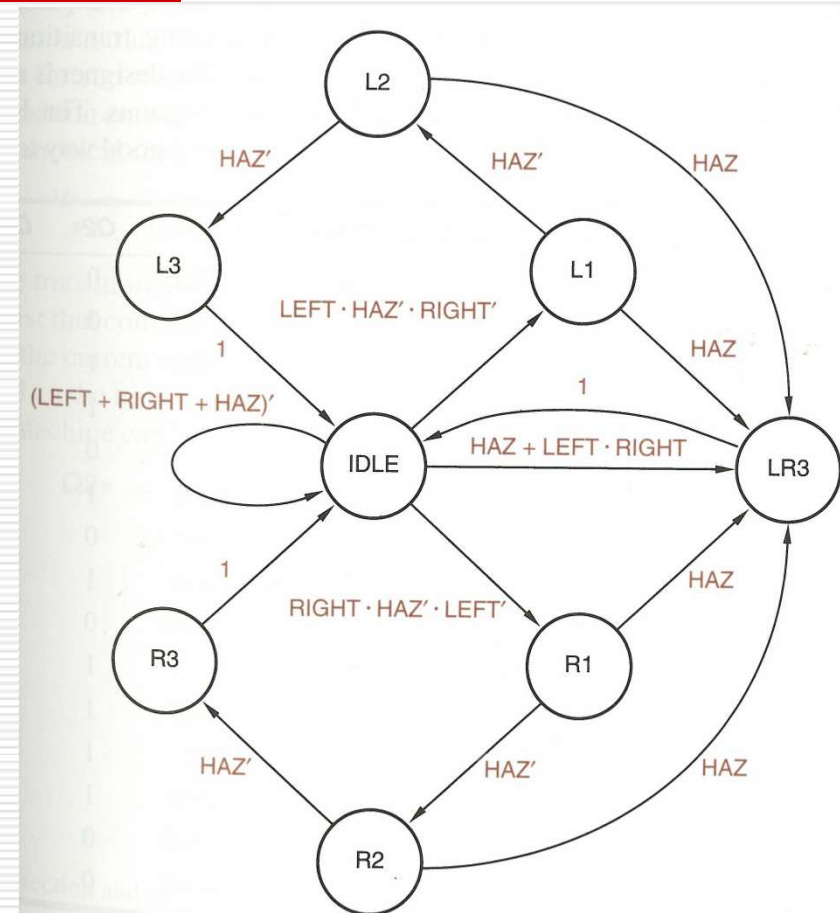 L2
HAZ′
HAZ′
HAZ
L3
L1
LEFT · HAZ′ · RIGHT′
1
HAZ
(LEFT + RIGHT + HAZ)′
1
IDLE
HAZ + LEFT · RIGHT
LR3
1
RIGHT · HAZ′ · LEFT′
HAZ
R3
R1
HAZ′
HAZ′
HAZ
R2